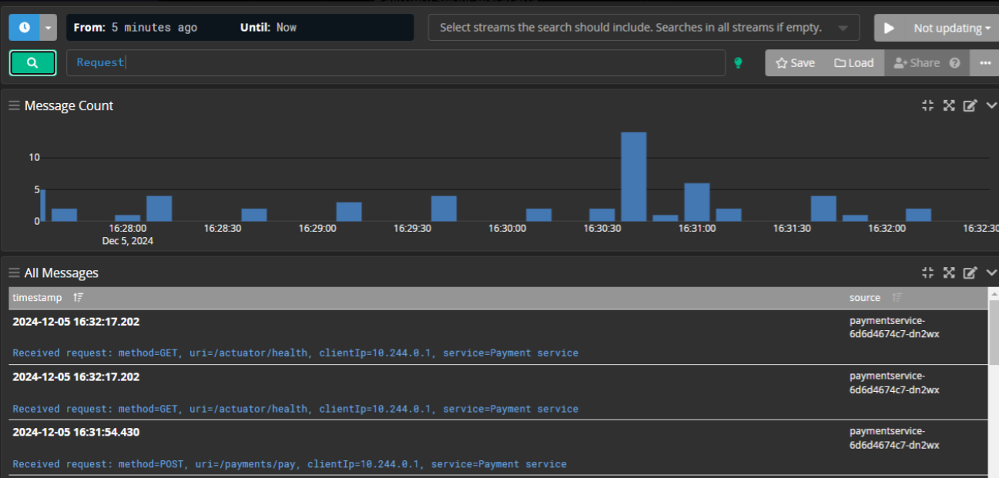 From: 5 minutes ago Until: Now Select streams the search should include. Searches in all streams if empty. Not updating
Request Save Load Share
Message Count
10
5
0
16:28:00 16:28:30 16:29:00 16:29:30 16:30:00 16:30:30 16:31:00 16:31:30 16:32:00 16:32:30
Dec 5, 2024
All Messages
timestamp source
2024-12-05 16:32:17.202 paymentservice-
6d6d4674c7-dn2wx
Received request: method=GET, uri=/actuator/health, clientIp=10.244.0.1, service=Payment service
2024-12-05 16:32:17.202 paymentservice-
6d6d4674c7-dn2wx
Received request: method=GET, uri=/actuator/health, clientIp=10.244.0.1, service=Payment service
2024-12-05 16:31:54.430 paymentservice-
6d6d4674c7-dn2wx
Received request: method=POST, uri=/payments/pay, clientIp=10.244.0.1, service=Payment service